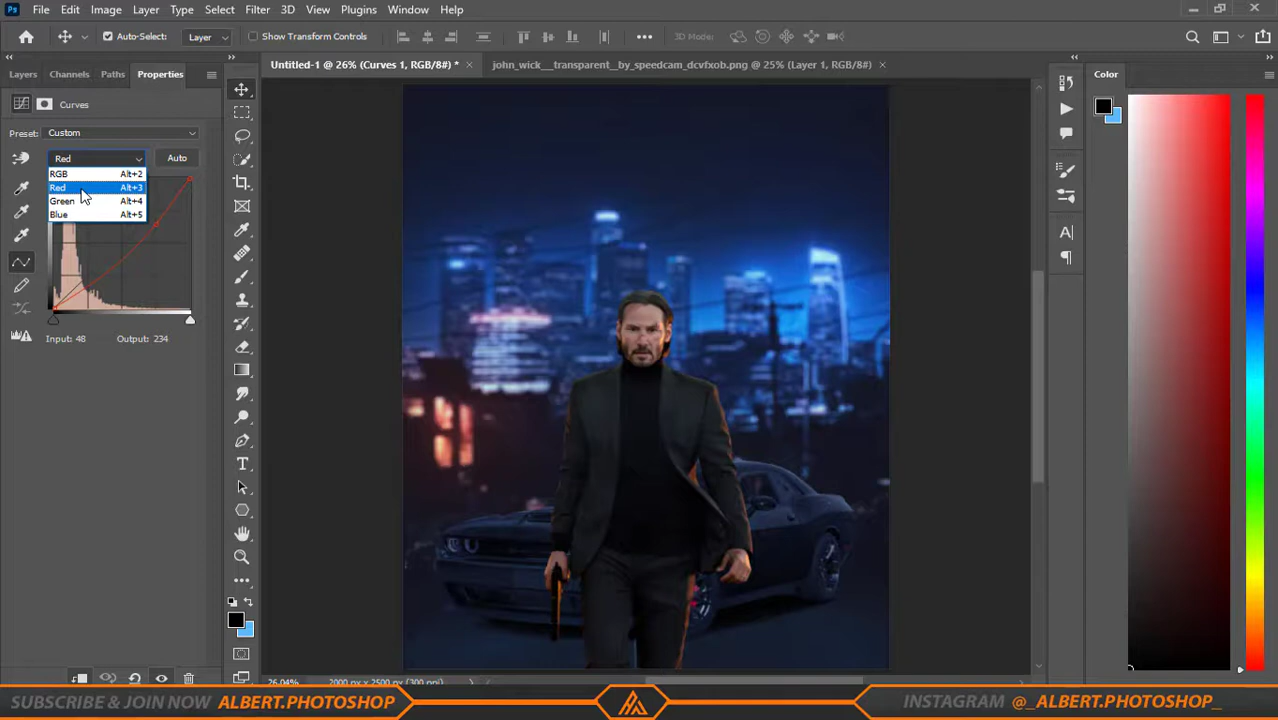 Ps File Edit Image Layer Type Select Filter 3D View Plugins Window Help
Auto-Select: Layer Show Transform Controls 3D Mode:
Layers Channels Paths Properties
Untitled-1 @ 26% (Curves 1, RGB/8#) * × john_wick__transparent__by_speedcam_dcvfxob.png @ 25% (Layer 1, RGB/8#) ×
Color
Curves
Preset: Custom
Red Auto
RGB Alt+2
Red Alt+3
Green Alt+4
Blue Alt+5
Input: 48 Output: 234
26.04% 2000 px x 2500 px (300 ppi)
SUBSCRIBE & JOIN NOW ALBERT.PHOTOSHOP INSTAGRAM @_ALBERT.PHOTOSHOP_